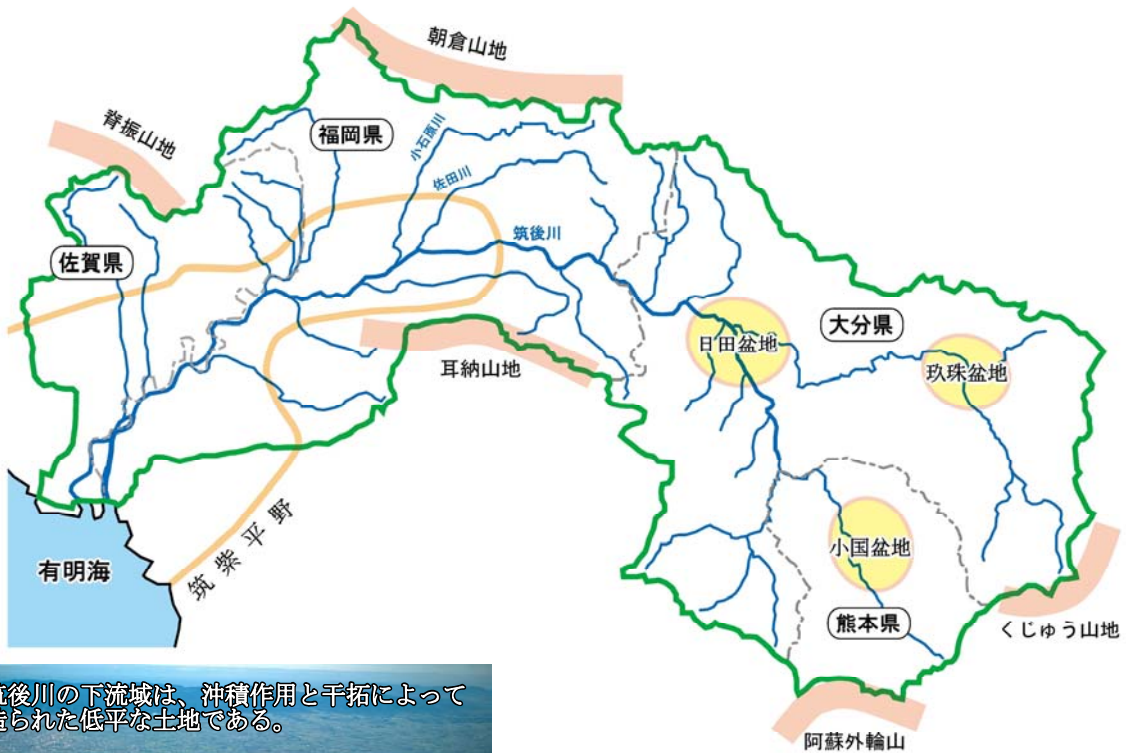 朝倉山地
脊振山地
福岡県
小石原川
佐田川
筑後川
佐賀県
大分県
日田盆地
玖珠盆地
耳納山地
筑紫平野
有明海
小国盆地
熊本県
くじゅう山地
阿蘇外輪山
筑後川の下流域は、沖積作用と干拓によって
造られた低平な土地である。